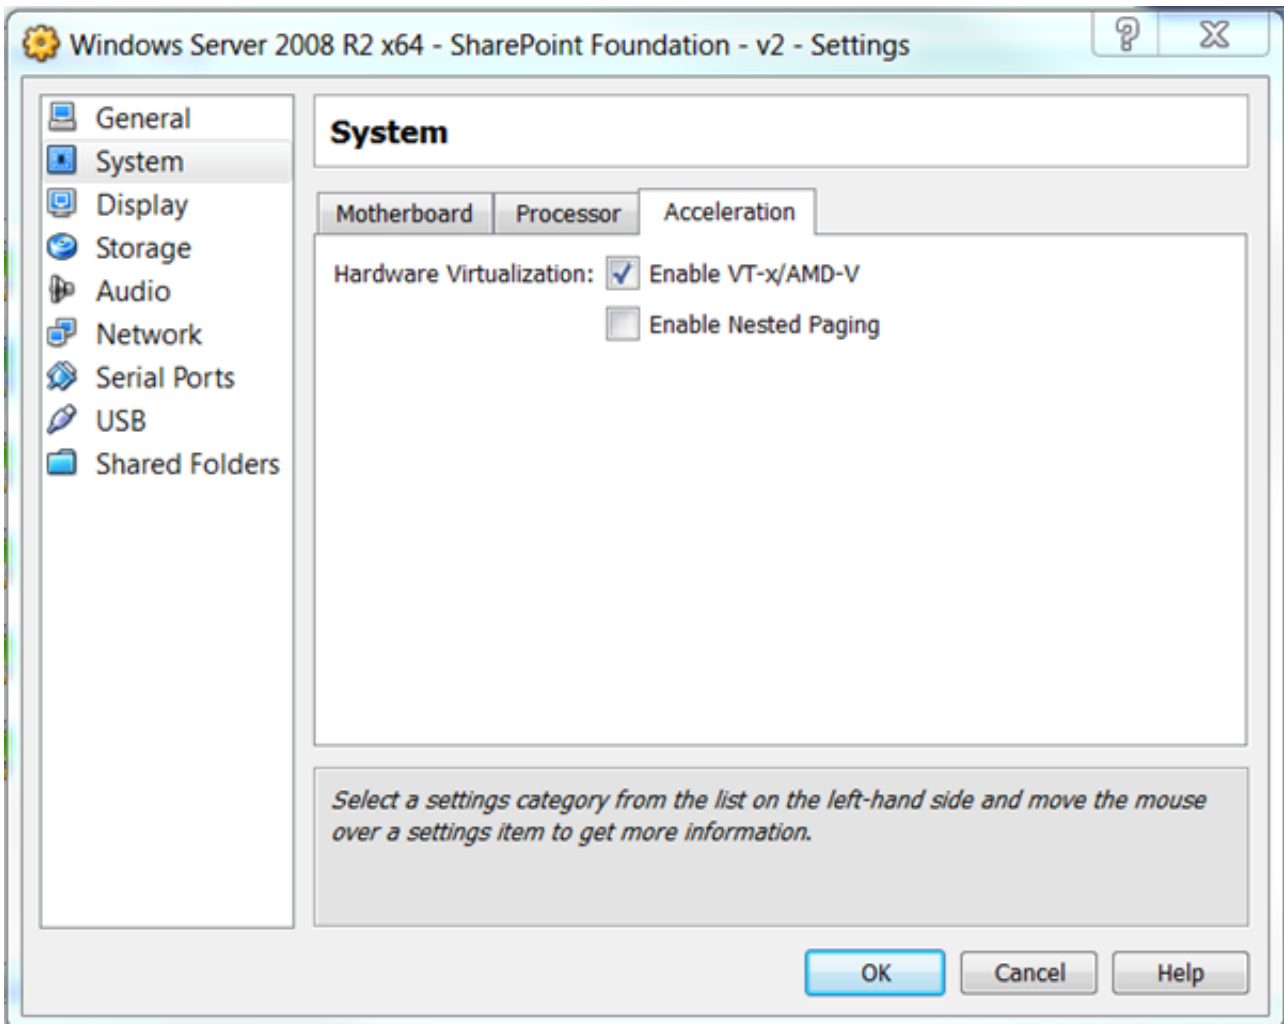 Windows Server 2008 R2 x64 - SharePoint Foundation - v2 - Settings
General
System
Display
Storage
Audio
Network
Serial Ports
USB
Shared Folders
System
Motherboard Processor Acceleration
Hardware Virtualization: Enable VT-x/AMD-V
Enable Nested Paging
Select a settings category from the list on the left-hand side and move the mouse
over a settings item to get more information.
OK Cancel Help